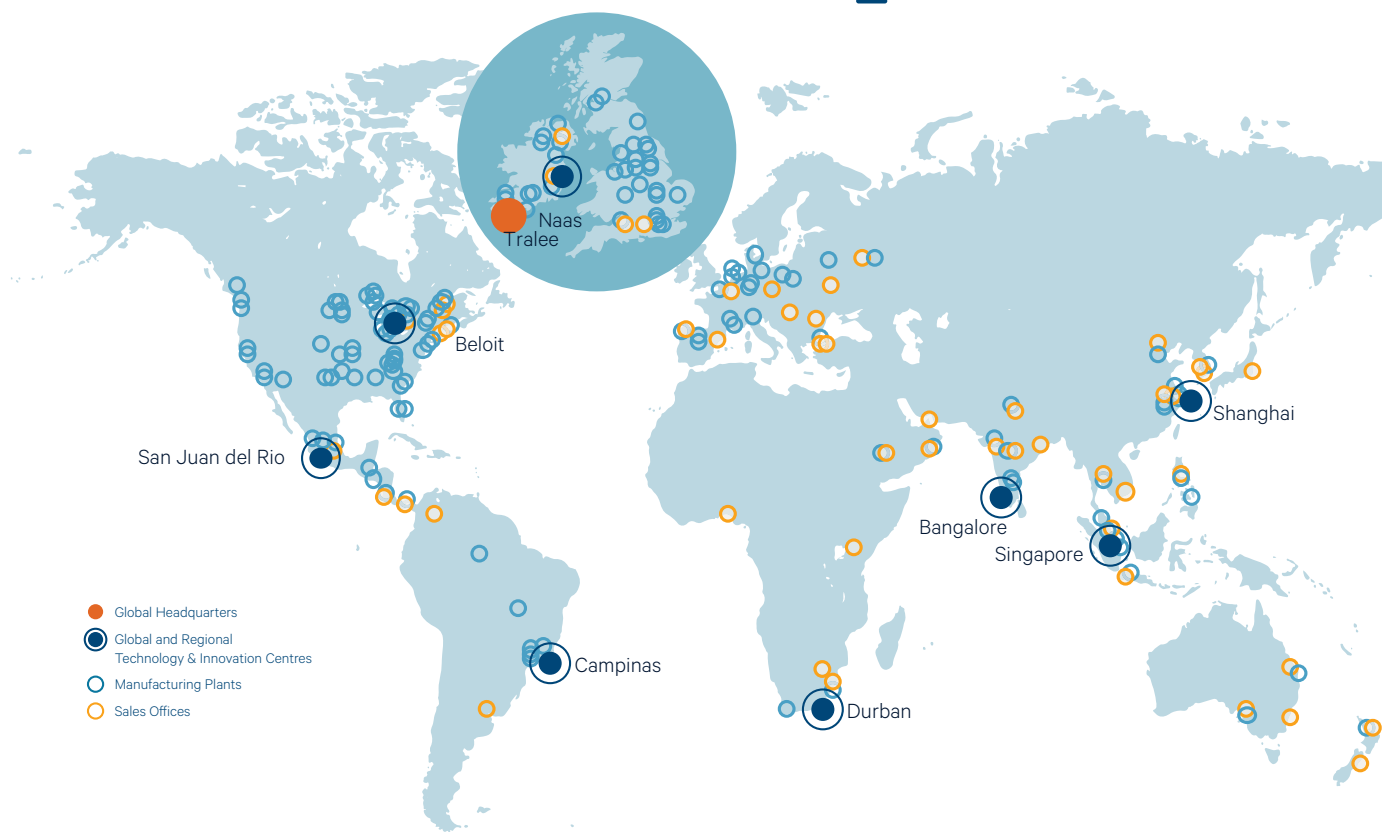 Naas
Tralee
Beloit
San Juan del Rio
Shanghai
Bangalore
Singapore
Campinas
Durban
Global Headquarters
Global and Regional
Technology & Innovation Centres
Manufacturing Plants
Sales Offices